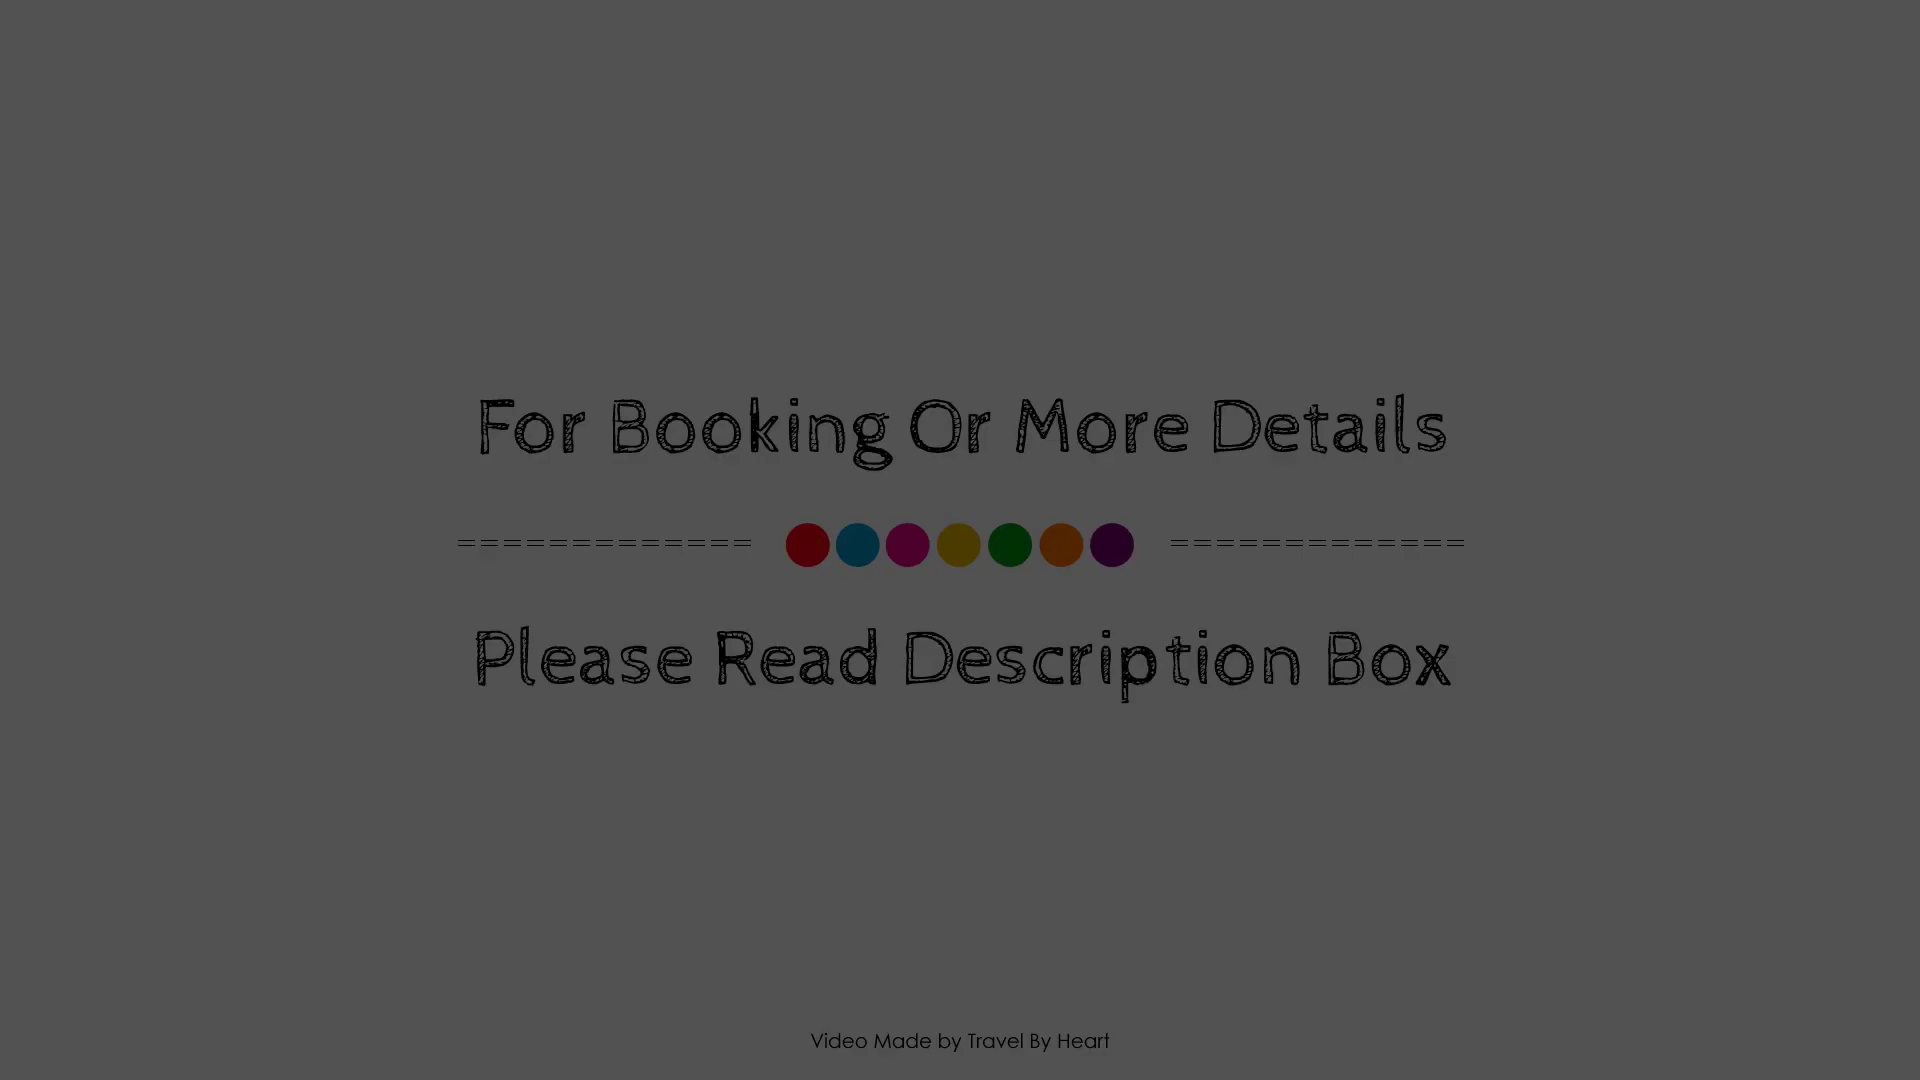 For Booking Or More Details
============= =============
Please Read Description Box
Video Made by Travel By Heart